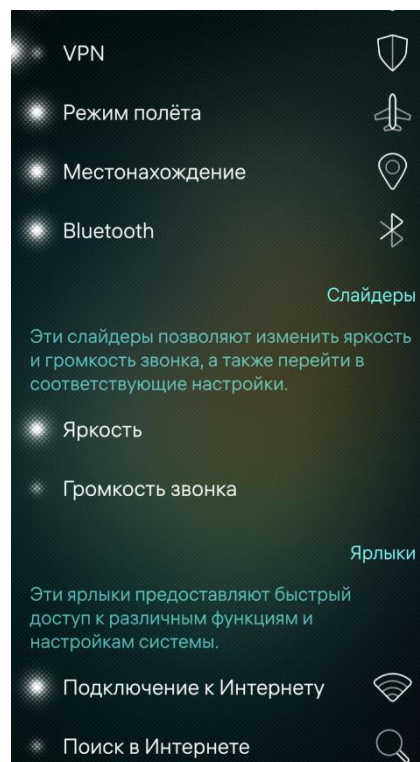 VPN
Режим полёта
Местонахождение
Bluetooth
Слайдеры
Эти слайдеры позволяют изменить яркость
и громкость звонка, а также перейти в
соответствующие настройки.
Яркость
Громкость звонка
Ярлыки
Эти ярлыки предоставляют быстрый
доступ к различным функциям и
настройкам системы.
Подключение к Интернету
Поиск в Интернете